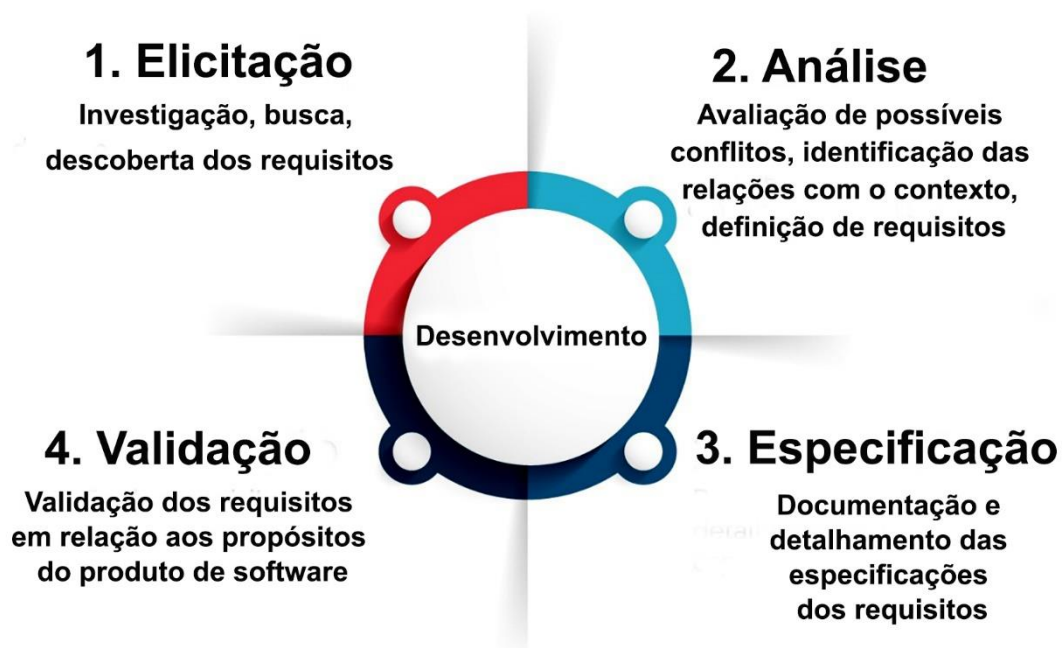 1. Elicitação
Investigação, busca,
descoberta dos requisitos
2. Análise
Avaliação de possíveis
conflitos, identificação das
relações com o contexto,
definição de requisitos
Desenvolvimento
4. Validação
Validação dos requisitos
em relação aos propósitos
do produto de software
3. Especificação
Documentação e
detalhamento das
especificações
dos requisitos